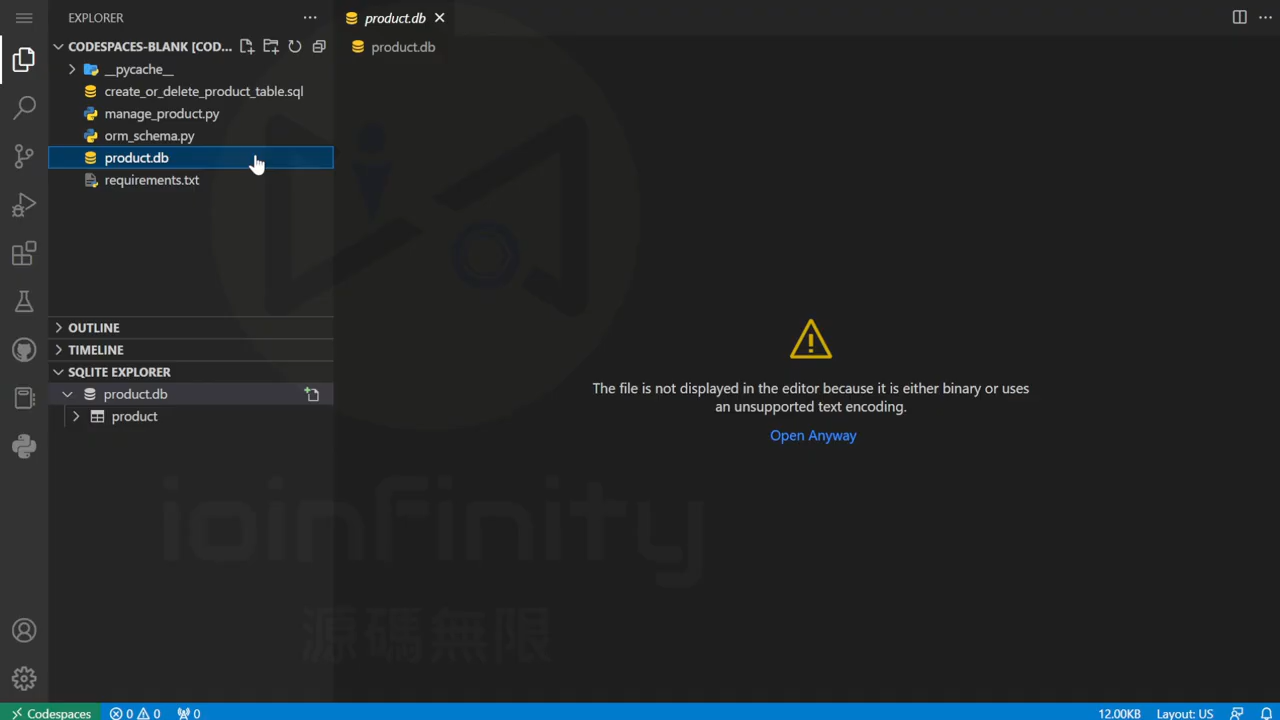 EXPLORER
product.db
CODESPACES-BLANK [COD...
product.db
__pycache__
create_or_delete_product_table.sql
manage_product.py
orm_schema.py
product.db
requirements.txt
The file is not displayed in the editor because it is either binary or uses
an unsupported text encoding.
Open Anyway
OUTLINE
TIMELINE
SQLITE EXPLORER
product.db
product
ioinfinity
源碼無限
Codespaces
0
0
0
12.00KB
Layout: US